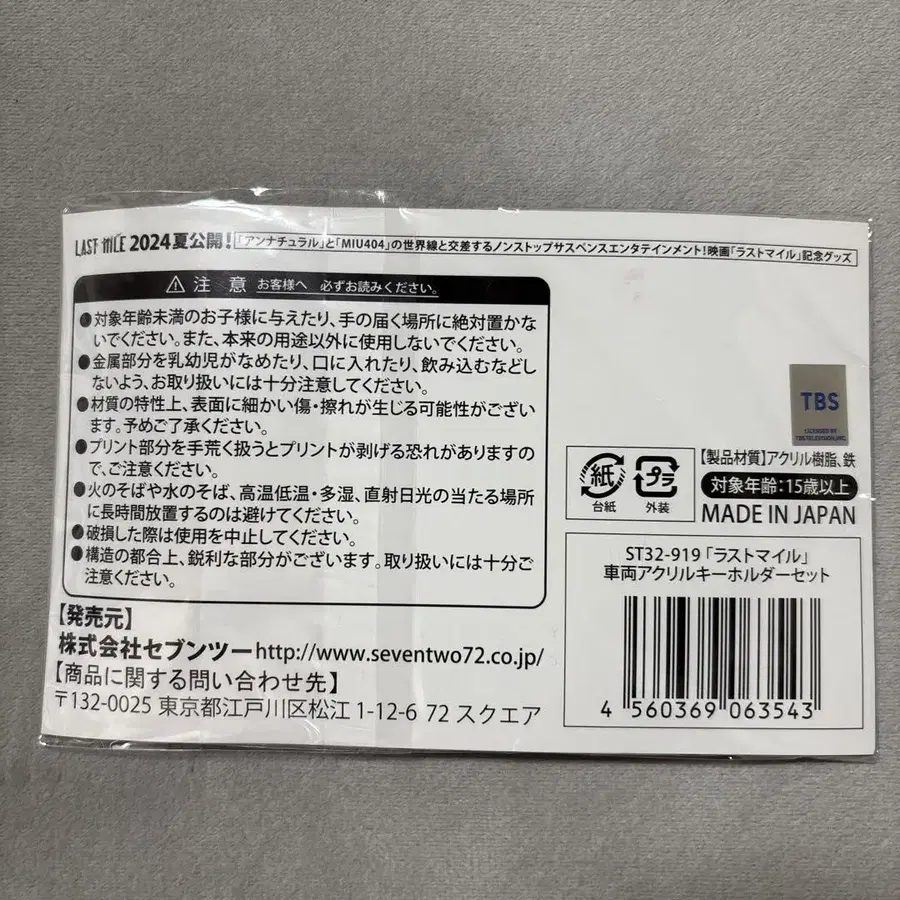 LAST MILE 2024夏公開! 「アンナチュラル」と「MIU404」の世界線と交差するノンストップサスペンスエンタテインメント!映画「ラストマイル」記念グッズ
注 意 お客様へ 必ずお読みください。
●対象年齢未満のお子様に与えたり、手の届く場所に絶対置かな
いでください。また、本来の用途以外に使用しないでください。
●金属部分を乳幼児がなめたり、口に入れたり、飲み込むなどし
ないよう、お取り扱いには十分注意してください。
●材質の特性上、表面に細かい傷・擦れが生じる可能性がござい
ます。予めご了承ください。
●プリント部分を手荒く扱うとプリントが剥げる恐れがありますの
で、ご注意ください。
●火のそばや水のそば、高温低温・多湿、直射日光の当たる場所
に長時間放置するのは避けてください。
●破損した際は使用を中止してください。
●構造の都合上、鋭利な部分がございます。取り扱いには十分ご
注意ください。
【発売元】
株式会社セブンツーhttp://www.seventwo72.co.jp/
【商品に関する問い合わせ先】
〒132-0025 東京都江戸川区松江 1-12-6 72 スクエア
TBS
LICENSED BY
TBS TELEVISION, INC.
紙
台紙
プラ
外装
【製品材質】アクリル樹脂、鉄
対象年齢:15歳以上
MADE IN JAPAN
ST32-919「ラストマイル」
車両アクリルキーホルダーセット
4 560369 063543